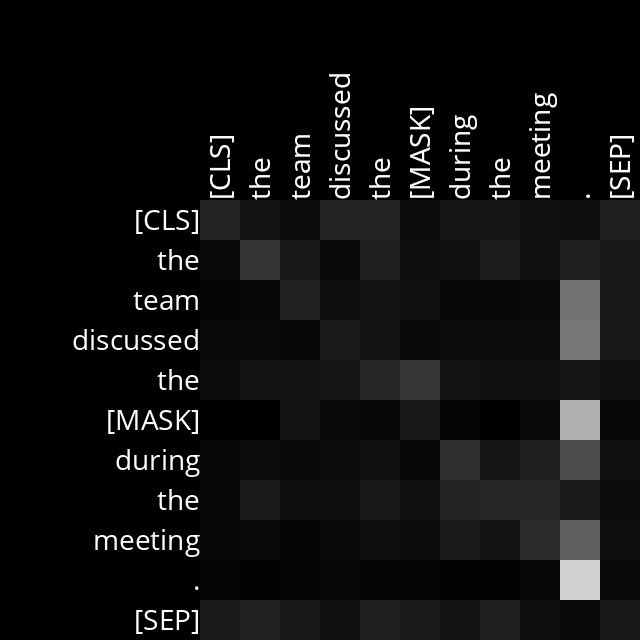 [CLS]
the
team
discussed
the
[MASK]
during
the
meeting
.
[SEP]
[CLS]
the
team
discussed
the
[MASK]
during
the
meeting
.
[SEP]